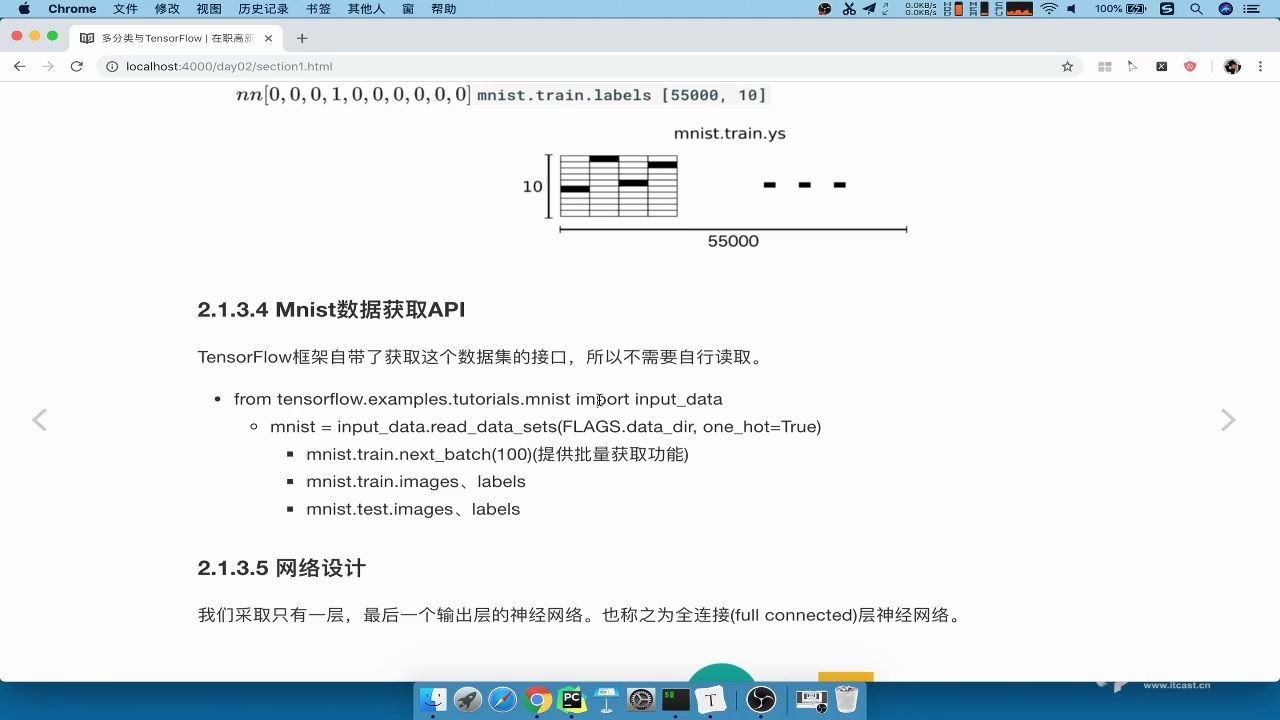 Chrome 文件 修改 视图 历史记录 书签 其他人 窗 帮助 100%
多分类与TensorFlow | 在职高新
localhost:4000/day02/section1.html
nn[0,0,0,1,0,0,0,0,0,0] mnist.train.labels [55000, 10]
mnist.train.ys
10
55000
2.1.3.4 Mnist数据获取API
TensorFlow框架自带了获取这个数据集的接口，所以不需要自行读取。
from tensorflow.examples.tutorials.mnist import input_data
mnist = input_data.read_data_sets(FLAGS.data_dir, one_hot=True)
mnist.train.next_batch(100)(提供批量获取功能)
mnist.train.images、labels
mnist.test.images、labels
2.1.3.5 网络设计
我们采取只有一层，最后一个输出层的神经网络。也称之为全连接(full connected)层神经网络。
www.itcast.cn